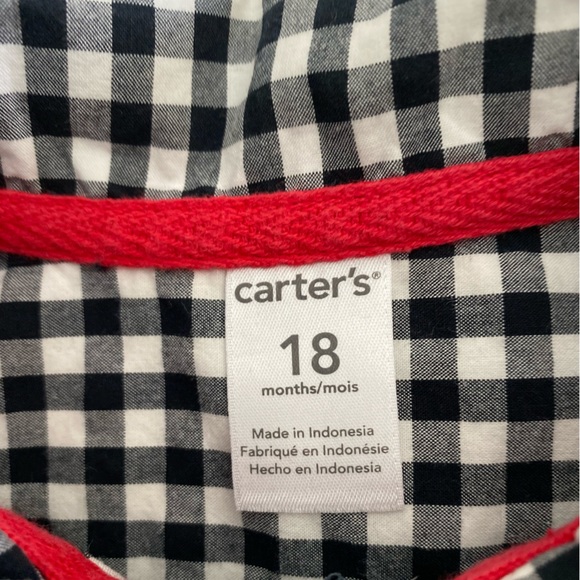 carter's®
18
months/mois
Made in Indonesia
Fabriqué en Indonésie
Hecho en Indonesia